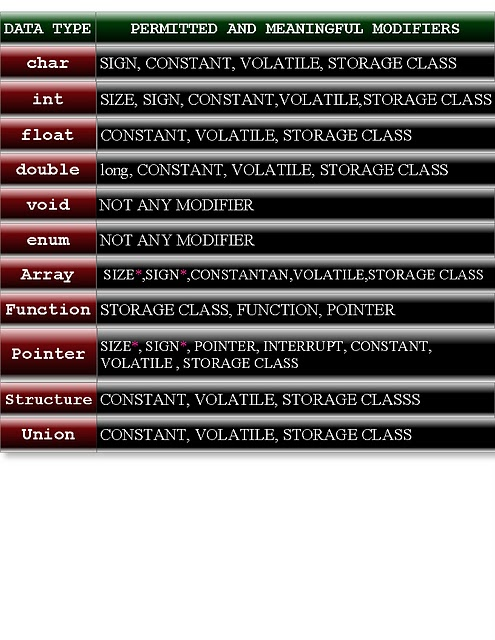 DATA TYPE PERMITTED AND MEANINGFUL MODIFIERS
char SIGN, CONSTANT, VOLATILE, STORAGE CLASS
int SIZE, SIGN, CONSTANT,VOLATILE,STORAGE CLASS
float CONSTANT, VOLATILE, STORAGE CLASS
double long, CONSTANT, VOLATILE, STORAGE CLASS
void NOT ANY MODIFIER
enum NOT ANY MODIFIER
Array SIZE*,SIGN*,CONSTANTAN,VOLATILE,STORAGE CLASS
Function STORAGE CLASS, FUNCTION, POINTER
Pointer SIZE*, SIGN*, POINTER, INTERRUPT, CONSTANT,
VOLATILE , STORAGE CLASS
Structure CONSTANT, VOLATILE, STORAGE CLASSS
Union CONSTANT, VOLATILE, STORAGE CLASS